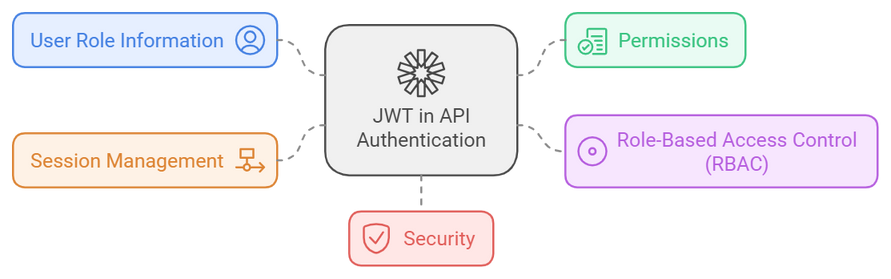 User Role Information
Permissions
JWT in API
Authentication
Session Management
Role-Based Access Control
(RBAC)
Security